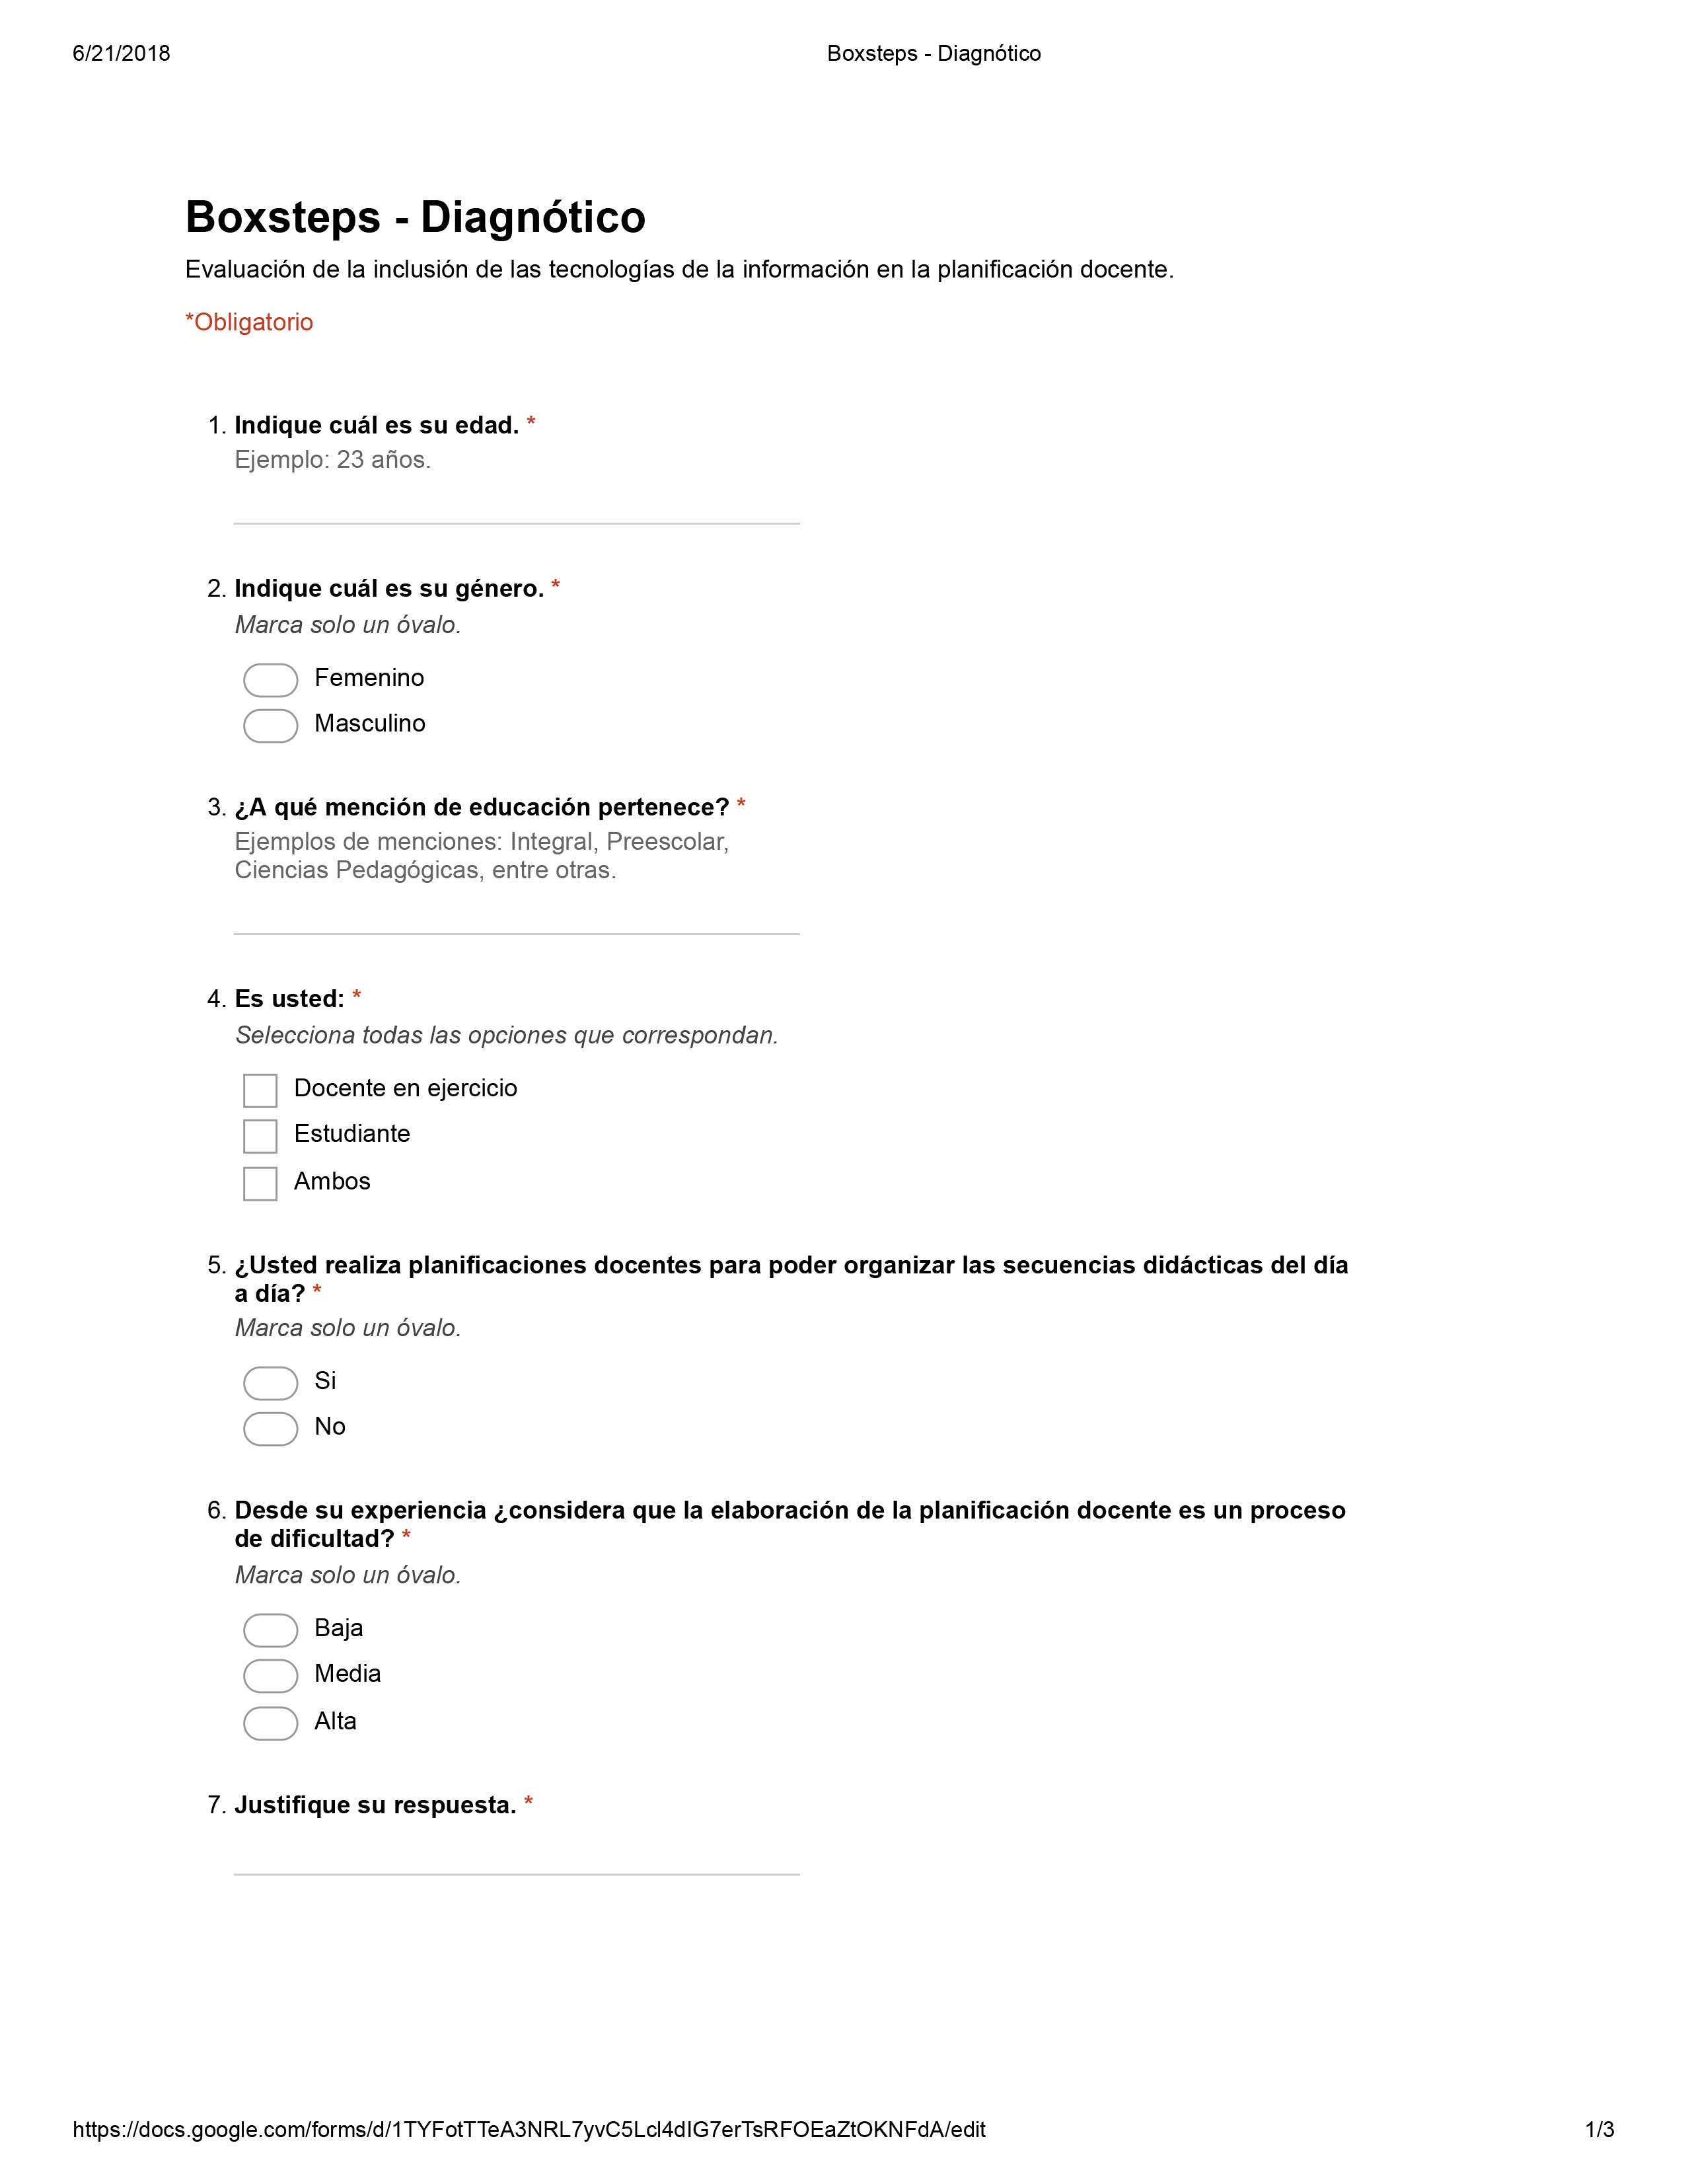 6/21/2018
Boxsteps - Diagnótico
Boxsteps - Diagnótico
Evaluación de la inclusión de las tecnologías de la información en la planificación docente.
*Obligatorio
1. Indique cuál es su edad. *
Ejemplo: 23 años.
2. Indique cuál es su género. *
Marca solo un óvalo.
Femenino
Masculino
3. ¿A qué mención de educación pertenece? *
Ejemplos de menciones: Integral, Preescolar,
Ciencias Pedagógicas, entre otras.
4. Es usted: *
Selecciona todas las opciones que correspondan.
Docente en ejercicio
Estudiante
Ambos
5. ¿Usted realiza planificaciones docentes para poder organizar las secuencias didácticas del día
a día? *
Marca solo un óvalo.
Si
No
6. Desde su experiencia ¿considera que la elaboración de la planificación docente es un proceso
de dificultad? *
Marca solo un óvalo.
Baja
Media
Alta
7. Justifique su respuesta. *
https://docs.google.com/forms/d/1TYFotTTeA3NRL7yvC5Lcl4dIG7erTsRFOEaZtOKNFdA/edit
1/3